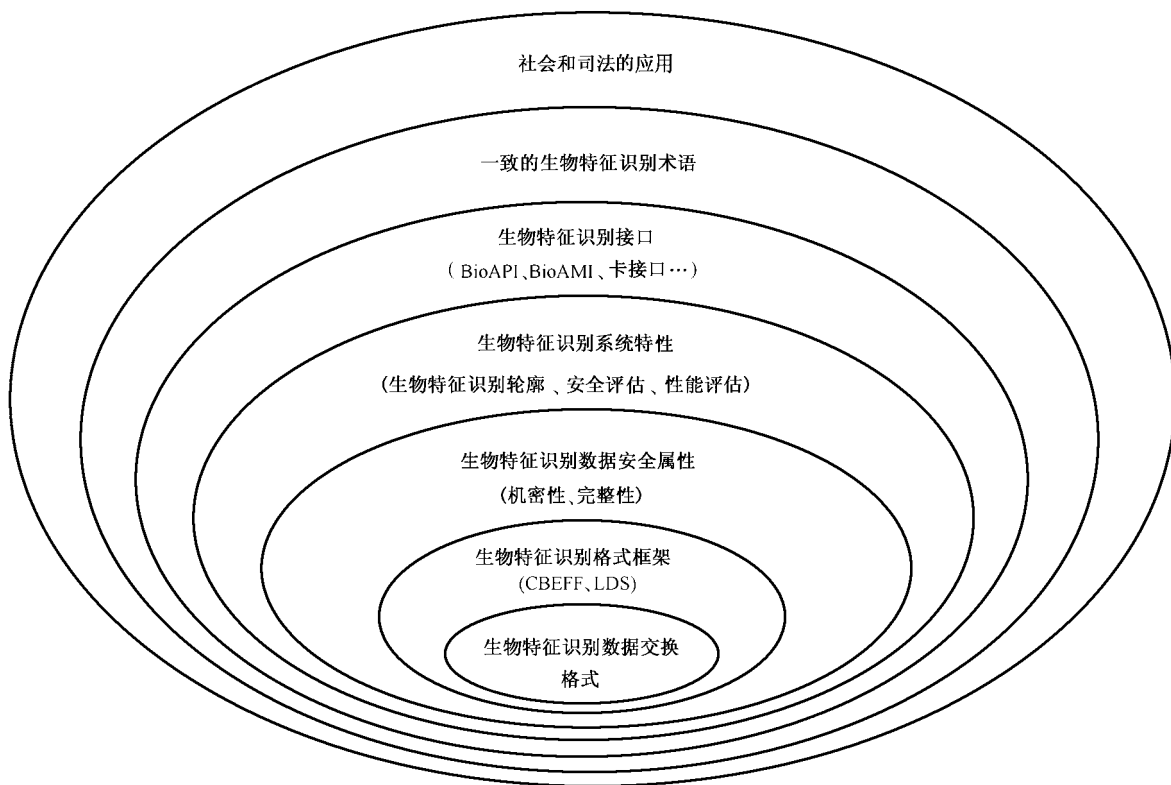 社会和司法的应用
一致的生物特征识别术语
生物特征识别接口
(BioAPI、BioAMI、卡接口…)
生物特征识别系统特性
(生物特征识别轮廓、安全评估、性能评估)
生物特征识别数据安全属性
(机密性、完整性)
生物特征识别格式框架
(CBEFF、LDS)
生物特征识别数据交换
格式